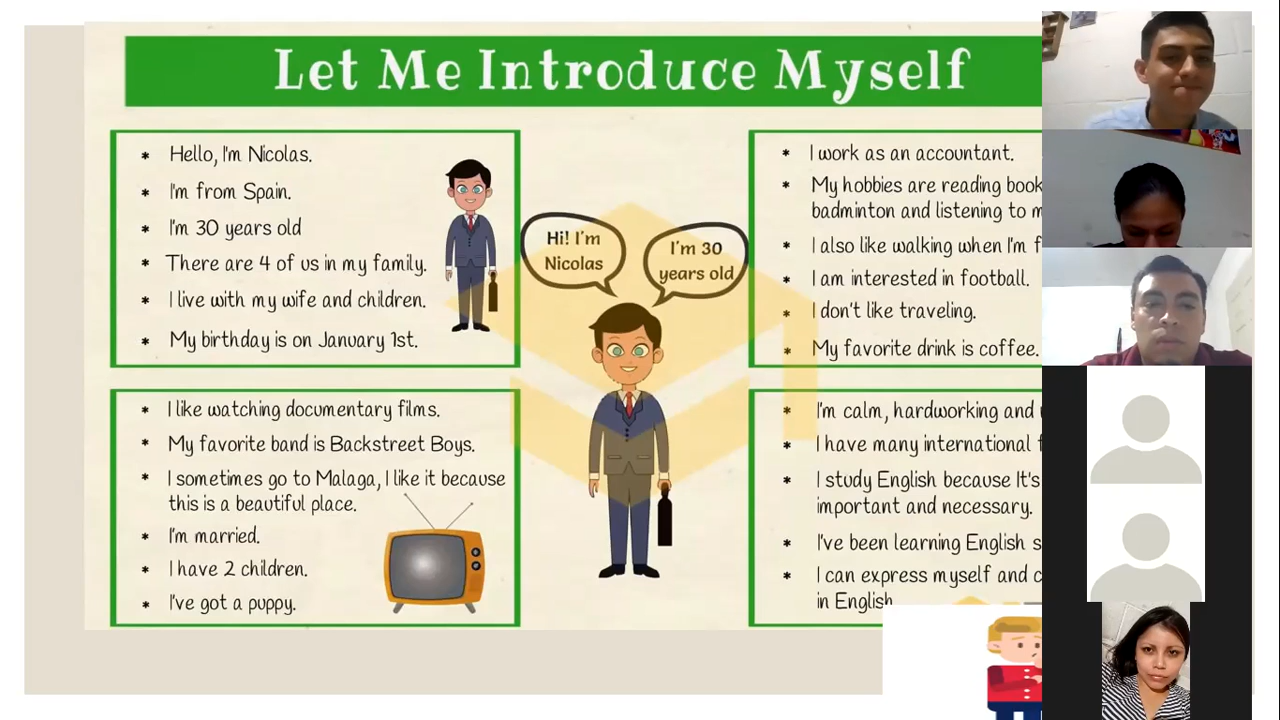 Let Me Introduce Myself
* Hello, I'm Nicolas.
* I'm from Spain.
* I'm 30 years old
* There are 4 of us in my family.
* I live with my wife and children.
* My birthday is on January 1st.
Hi! I'm
Nicolas
I'm 30
years old
* I work as an accountant.
* My hobbies are reading book
badminton and listening to m
* I also like walking when I'm f
* I am interested in football.
* I don't like traveling.
* My favorite drink is coffee.
* I like watching documentary films.
* My favorite band is Backstreet Boys.
* I sometimes go to Malaga, I like it because
this is a beautiful place.
* I'm married.
* I have 2 children.
* I've got a puppy.
* I'm calm, hardworking and
* I have many international f
* I study English because It's
important and necessary.
* I've been learning English s
* I can express myself and c
in English